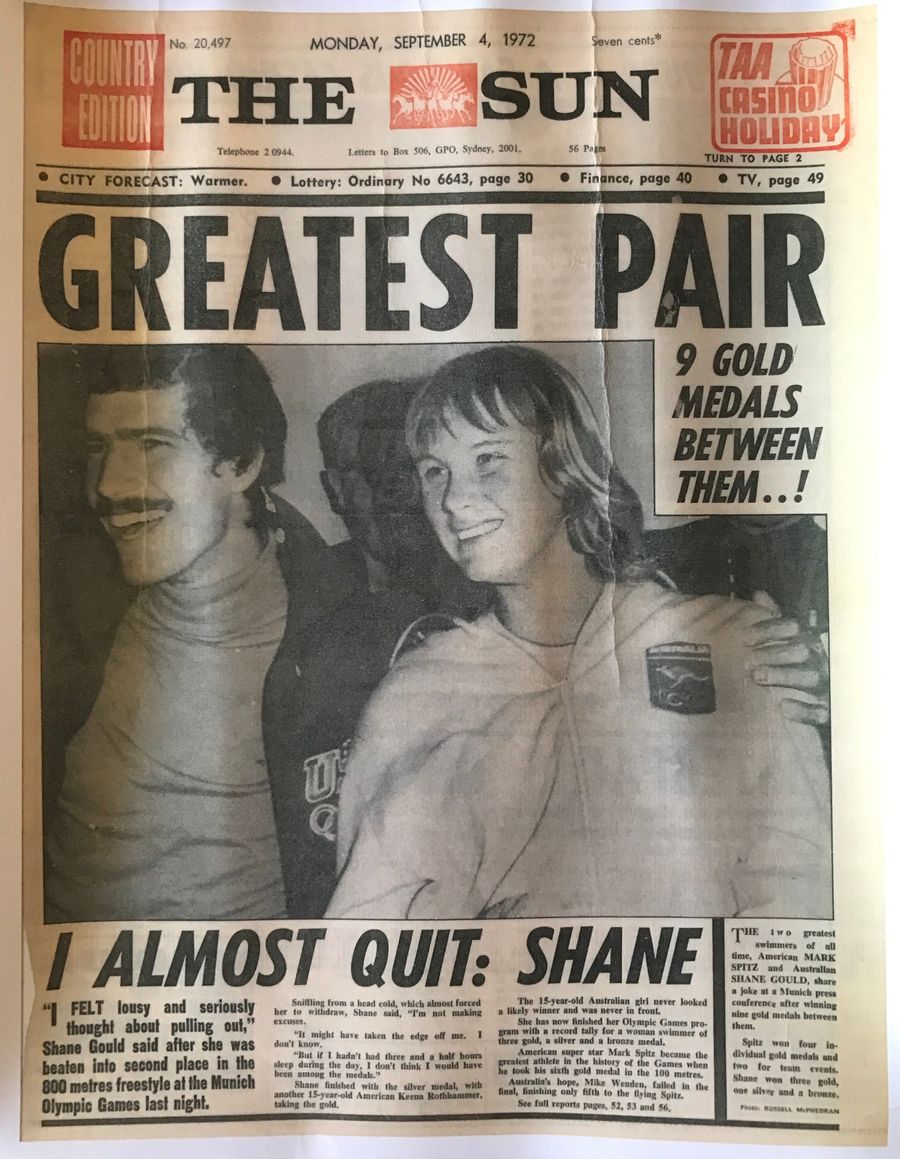 COUNTRY
EDITION
No. 20,497
MONDAY, SEPTEMBER 4, 1972
Seven cents*
THE SUN
TAA
CASINO
HOLIDAY
TURN TO PAGE 2
Telephone 2 0944.
Letters to Box 506, GPO, Sydney, 2001.
56 Pages
● CITY FORECAST: Warmer. ● Lottery: Ordinary No 6643, page 30 ● Finance, page 40 ● TV, page 49
GREATEST PAIR
9 GOLD
MEDALS
BETWEEN
THEM..!
I ALMOST QUIT: SHANE
"I FELT lousy and seriously
thought about pulling out,"
Shane Gould said after she was
beaten into second place in the
800 metres freestyle at the Munich
Olympic Games last night.
Sniffling from a head cold, which almost forced
her to withdraw, Shane said, "I'm not making
excuses.
"It might have taken the edge off me. I
don't know.
"But if I hadn't had three and a half hours
sleep during the day, I don't think I would have
been among the medals."
Shane finished with the silver medal, with
another 15-year-old American Keena Rothhammer,
taking the gold.
The 15-year-old Australian girl never looked
a likely winner and was never in front.
She has now finished her Olympic Games pro-
gram with a record tally for a woman swimmer of
three gold, a silver and a bronze medal.
American super star Mark Spitz became the
greatest athlete in the history of the Games when
he took his sixth gold medal in the 100 metres.
Australia's hope, Mike Wenden, failed in the
final, finishing only fifth to the flying Spitz.
See full reports pages, 52, 53 and 56.
THE two greatest
swimmers of all
time, American MARK
SPITZ and Australian
SHANE GOULD, share
a joke at a Munich press
conference after winning
nine gold medals between
them.
Spitz won four in-
dividual gold medals and
two for team events.
Shane won three gold,
one silver and a bronze.
Photo: RUSSELL McPHEDRAN